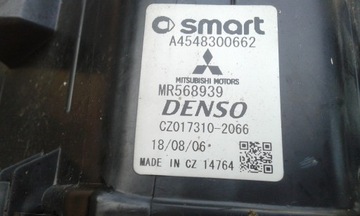 smart
A4548300662
MITSUBISHI MOTORS
MR568939
DENSO
CZ017310-2066
18/08/06
MADE IN CZ 14764